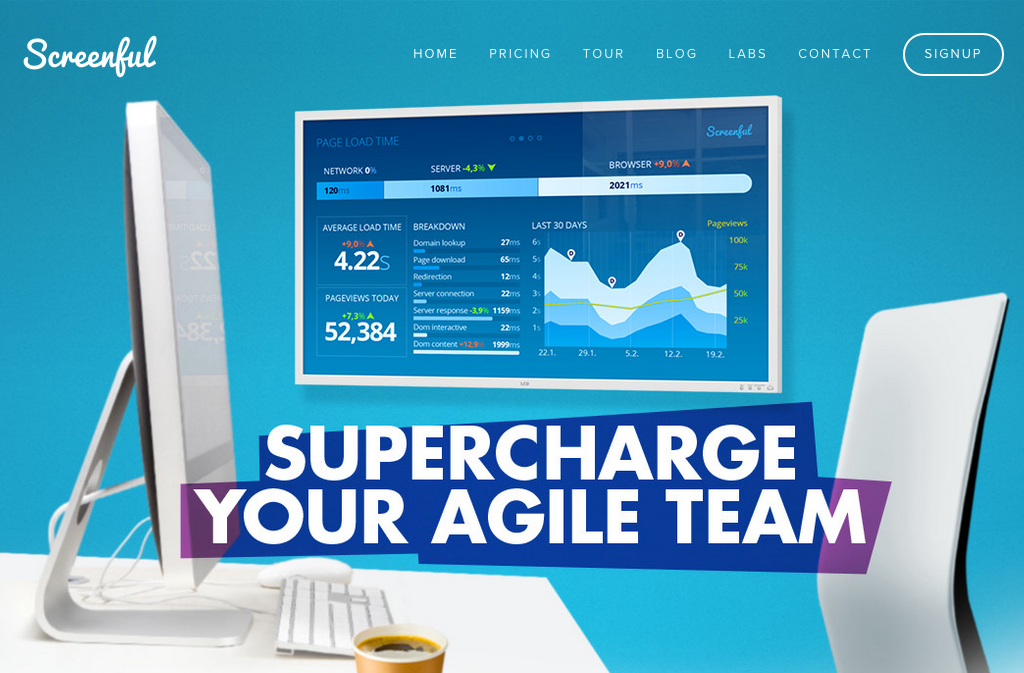 Screenful
HOME PRICING TOUR BLOG LABS CONTACT SIGNUP
PAGE LOAD TIME
Screenful
NETWORK 0% SERVER -4,3% BROWSER +9,0%
120ms 1081ms 2021ms
AVERAGE LOAD TIME
+9,0%
4.22s
PAGEVIEWS TODAY
+7,3%
52,384
BREAKDOWN
Domain lookup 27ms
Page download 65ms
Redirection 12ms
Server connection 22ms
Server response -3,9% 1159ms
Dom interactive 22ms
Dom content +12,9% 1999ms
LAST 30 DAYS Pageviews
6s 100k
5s
4s 75k
3s 50k
2s 25k
1s
22.1. 29.1. 5.2. 12.2. 19.2.
LCD
SUPERCHARGE
YOUR AGILE TEAM